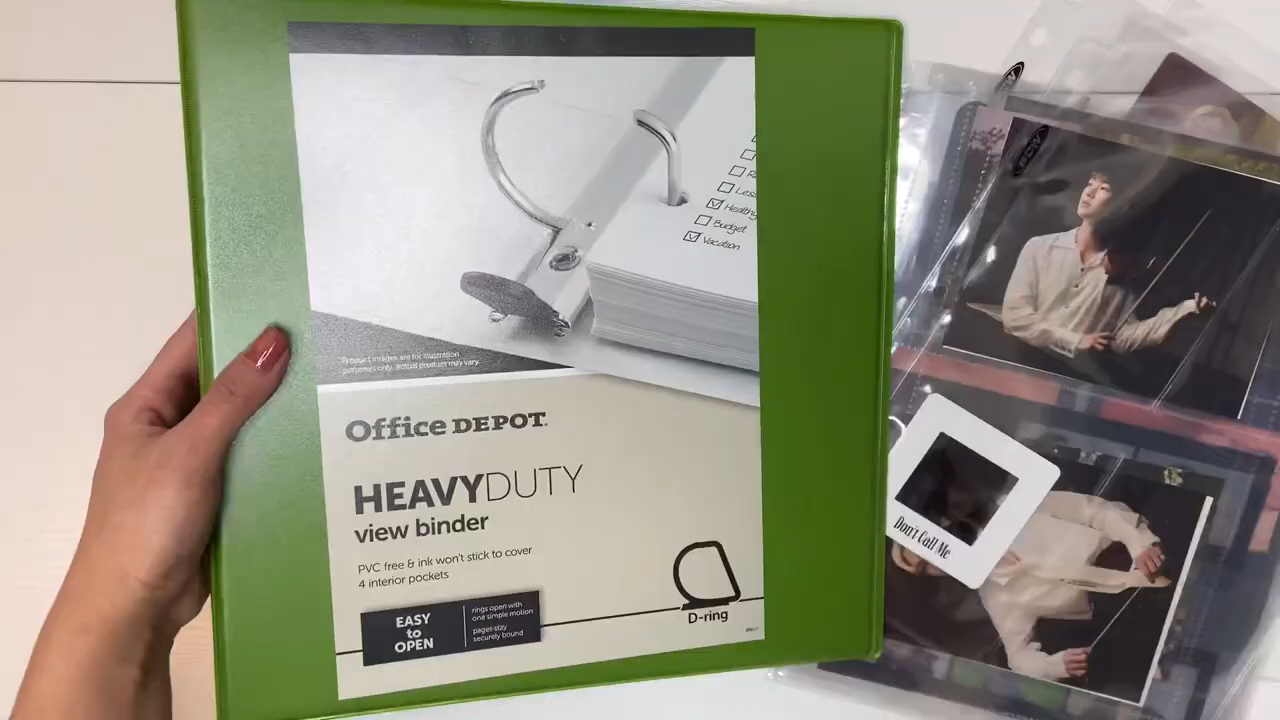 Less
Healthy
Budget
Vacation
Product images are for illustration
purposes only, actual product may vary.
Office DEPOT.
HEAVYDUTY
view binder
PVC free & ink won't stick to cover
4 interior pockets
EASY
to
OPEN
rings open with
one simple motion
pages stay
securely bound
D-ring
Don't Call Me